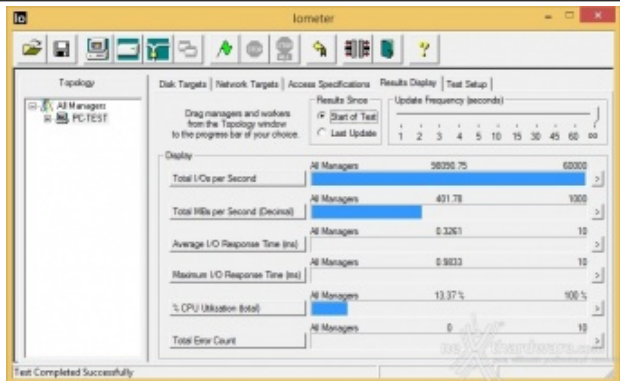 Iometer
Topology
All Managers
PC-TEST
Disk Targets
Network Targets
Access Specifications
Results Display
Test Setup
Drag managers and workers
from the Topology window
to the progress bar of your choice.
Results Since
Start of Test
Last Update
Update Frequency (seconds)
1 2 3 4 5 10 15 30 45 60 oo
Display
All Managers 98090.75 60000
Total I/Os per Second
All Managers 401.78 1000
Total MBs per Second (Decimal)
All Managers 0.3261 10
Average I/O Response Time (ms)
All Managers 0.9833 10
Maximum I/O Response Time (ms)
All Managers 13.37 % 100 %
% CPU Utilization (total)
All Managers 0 10
Total Error Count
Test Completed Successfully